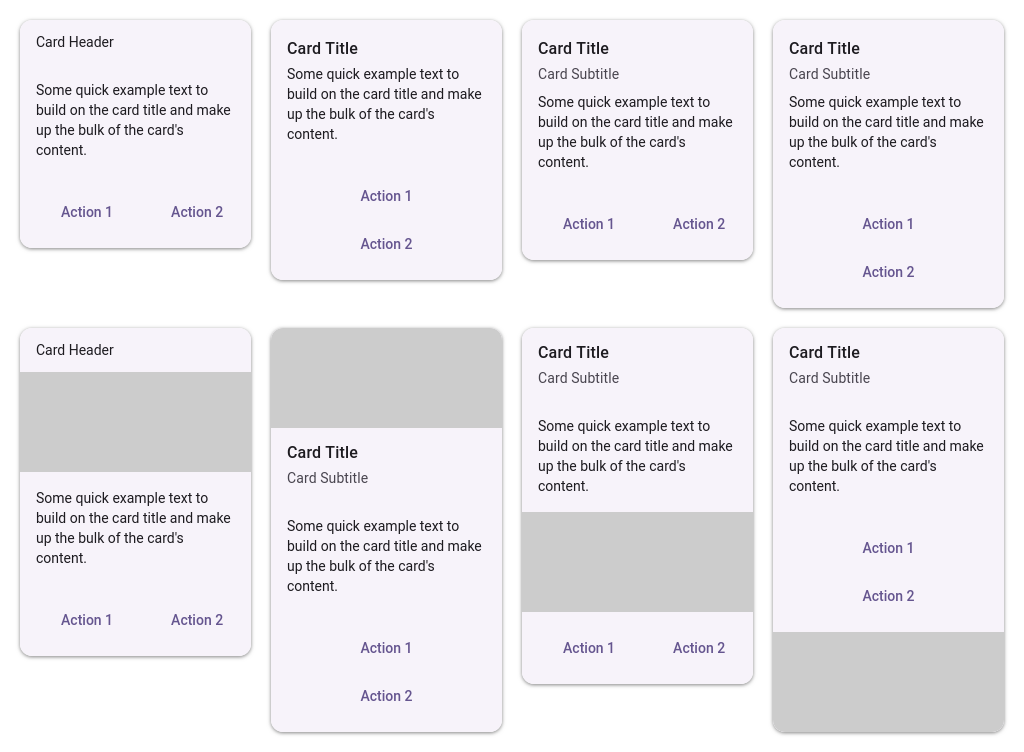 Card Header
Some quick example text to
build on the card title and make
up the bulk of the card's
content.
Action 1 Action 2
Card Title
Some quick example text to
build on the card title and make
up the bulk of the card's
content.
Action 1
Action 2
Card Title
Card Subtitle
Some quick example text to
build on the card title and make
up the bulk of the card's
content.
Action 1 Action 2
Card Title
Card Subtitle
Some quick example text to
build on the card title and make
up the bulk of the card's
content.
Action 1
Action 2
Card Header
Some quick example text to
build on the card title and make
up the bulk of the card's
content.
Action 1 Action 2
Card Title
Card Subtitle
Some quick example text to
build on the card title and make
up the bulk of the card's
content.
Action 1
Action 2
Card Title
Card Subtitle
Some quick example text to
build on the card title and make
up the bulk of the card's
content.
Action 1 Action 2
Card Title
Card Subtitle
Some quick example text to
build on the card title and make
up the bulk of the card's
content.
Action 1
Action 2